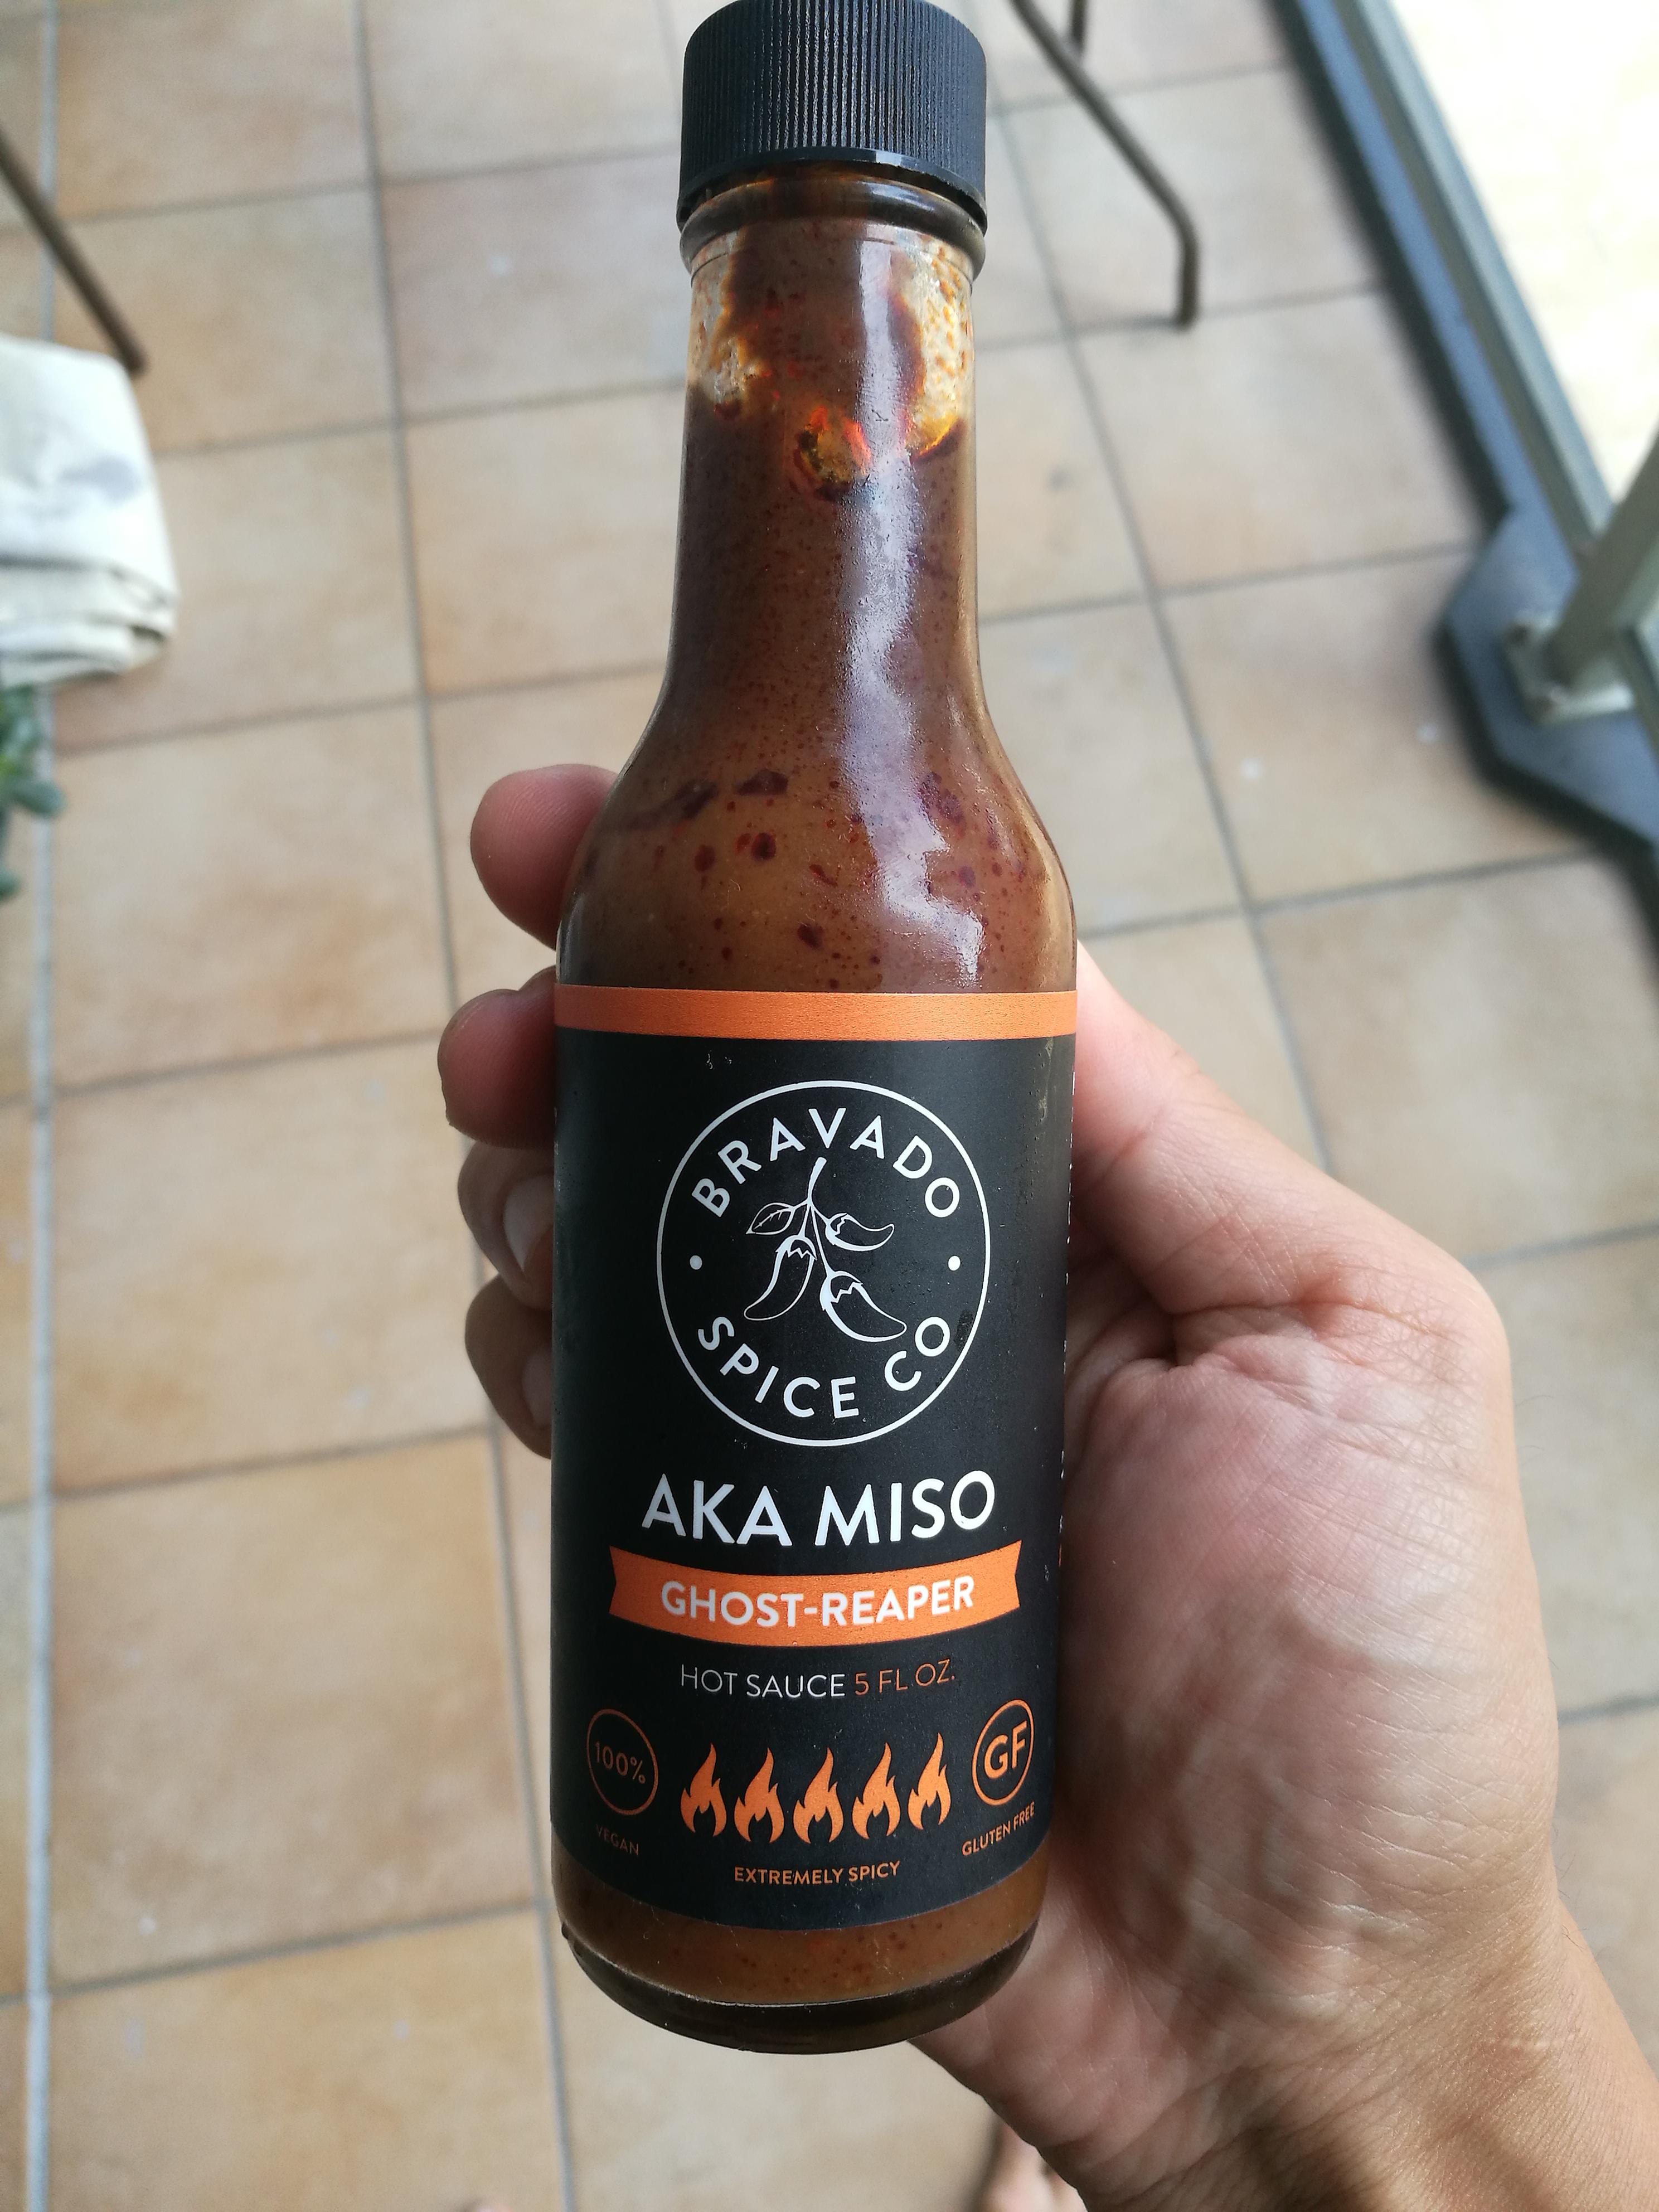 BRAVADO
SPICE CO
AKA MISO
GHOST-REAPER
HOT SAUCE 5 FL OZ.
100%
VEGAN
GF
GLUTEN FREE
EXTREMELY SPICY